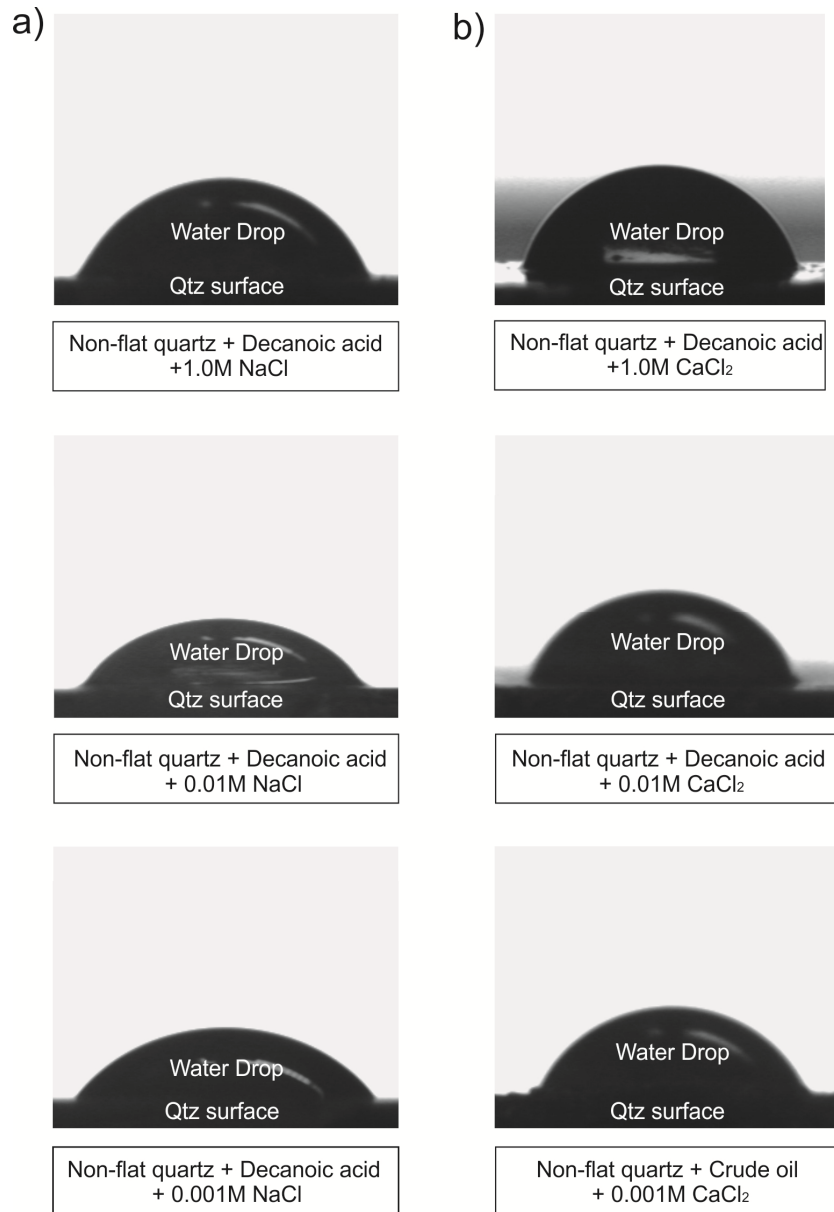 a)
Water Drop
Qtz surface
Non-flat quartz + Decanoic acid
+1.0M NaCl
Water Drop
Qtz surface
Non-flat quartz + Decanoic acid
+ 0.01M NaCl
Water Drop
Qtz surface
Non-flat quartz + Decanoic acid
+ 0.001M NaCl
b)
Water Drop
Qtz surface
Non-flat quartz + Decanoic acid
+1.0M CaCl₂
Water Drop
Qtz surface
Non-flat quartz + Decanoic acid
+ 0.01M CaCl₂
Water Drop
Qtz surface
Non-flat quartz + Crude oil
+ 0.001M CaCl₂